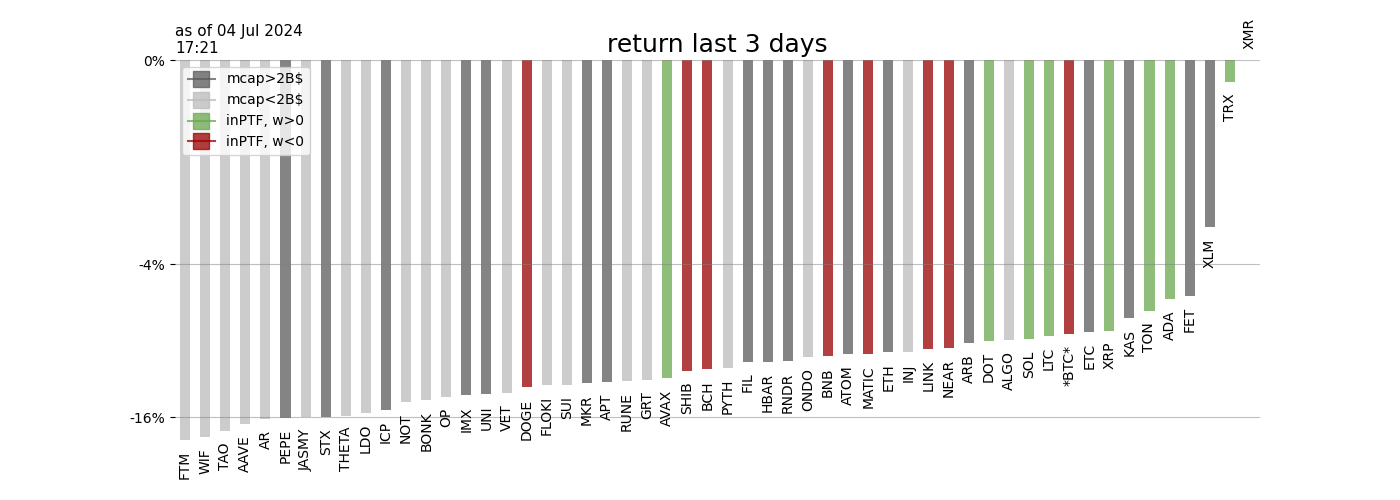 as of 04 Jul 2024
17:21
return last 3 days
0%
-4%
-16%
mcap>2B$
mcap<2B$
inPTF, w>0
inPTF, w<0
FTM
WIF
TAO
AAVE
AR
PEPE
JASMY
STX
THETA
LDO
ICP
NOT
BONK
OP
IMX
UNI
VET
DOGE
FLOKI
SUI
MKR
APT
RUNE
GRT
AVAX
SHIB
BCH
PYTH
FIL
HBAR
RNDR
ONDO
BNB
ATOM
MATIC
ETH
INJ
LINK
NEAR
ARB
DOT
ALGO
SOL
LTC
*BTC*
ETC
XRP
KAS
TON
ADA
FET
XLM
TRX
XMR